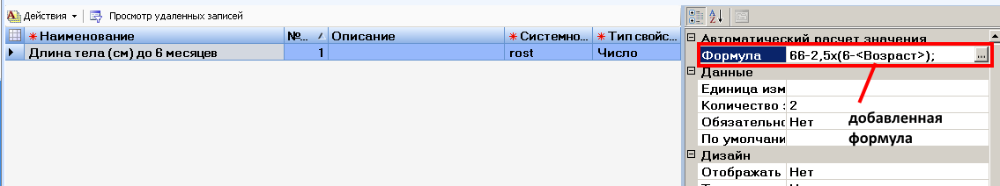 Действия Просмотр удаленных записей
*Наименование №... Описание *Системно... *Тип свойс...
Длина тела (см) до 6 месяцев 1 rost Число
Автоматический расчет значения
Формула 66-2,5x(6-<Возраст>); ...
Данные
Единица изм
Количество з 2
Обязательнс Нет
По умолчани
Дизайн
Отображать Нет
добавленная
формула